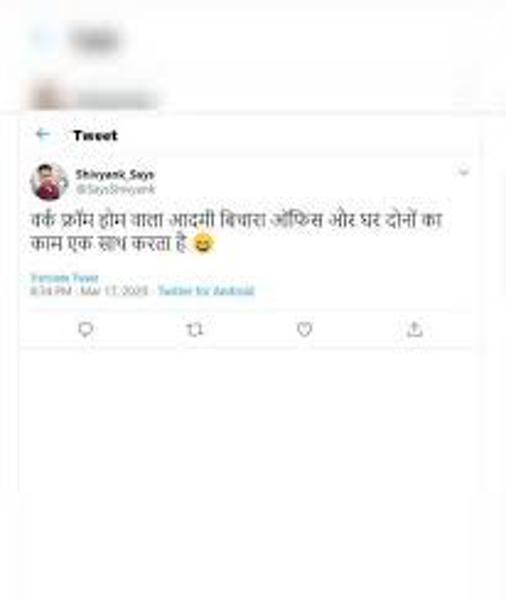 Tweet
Shivyank_Says
@SaysShivyank
वर्क फ्रॉम होम वाला आदमी बिचारा ऑफिस ओर घर दोनों का
काम एक साथ करता है 😄
Translate Tweet
8:34 PM · Mar 17, 2020 · Twitter for Android